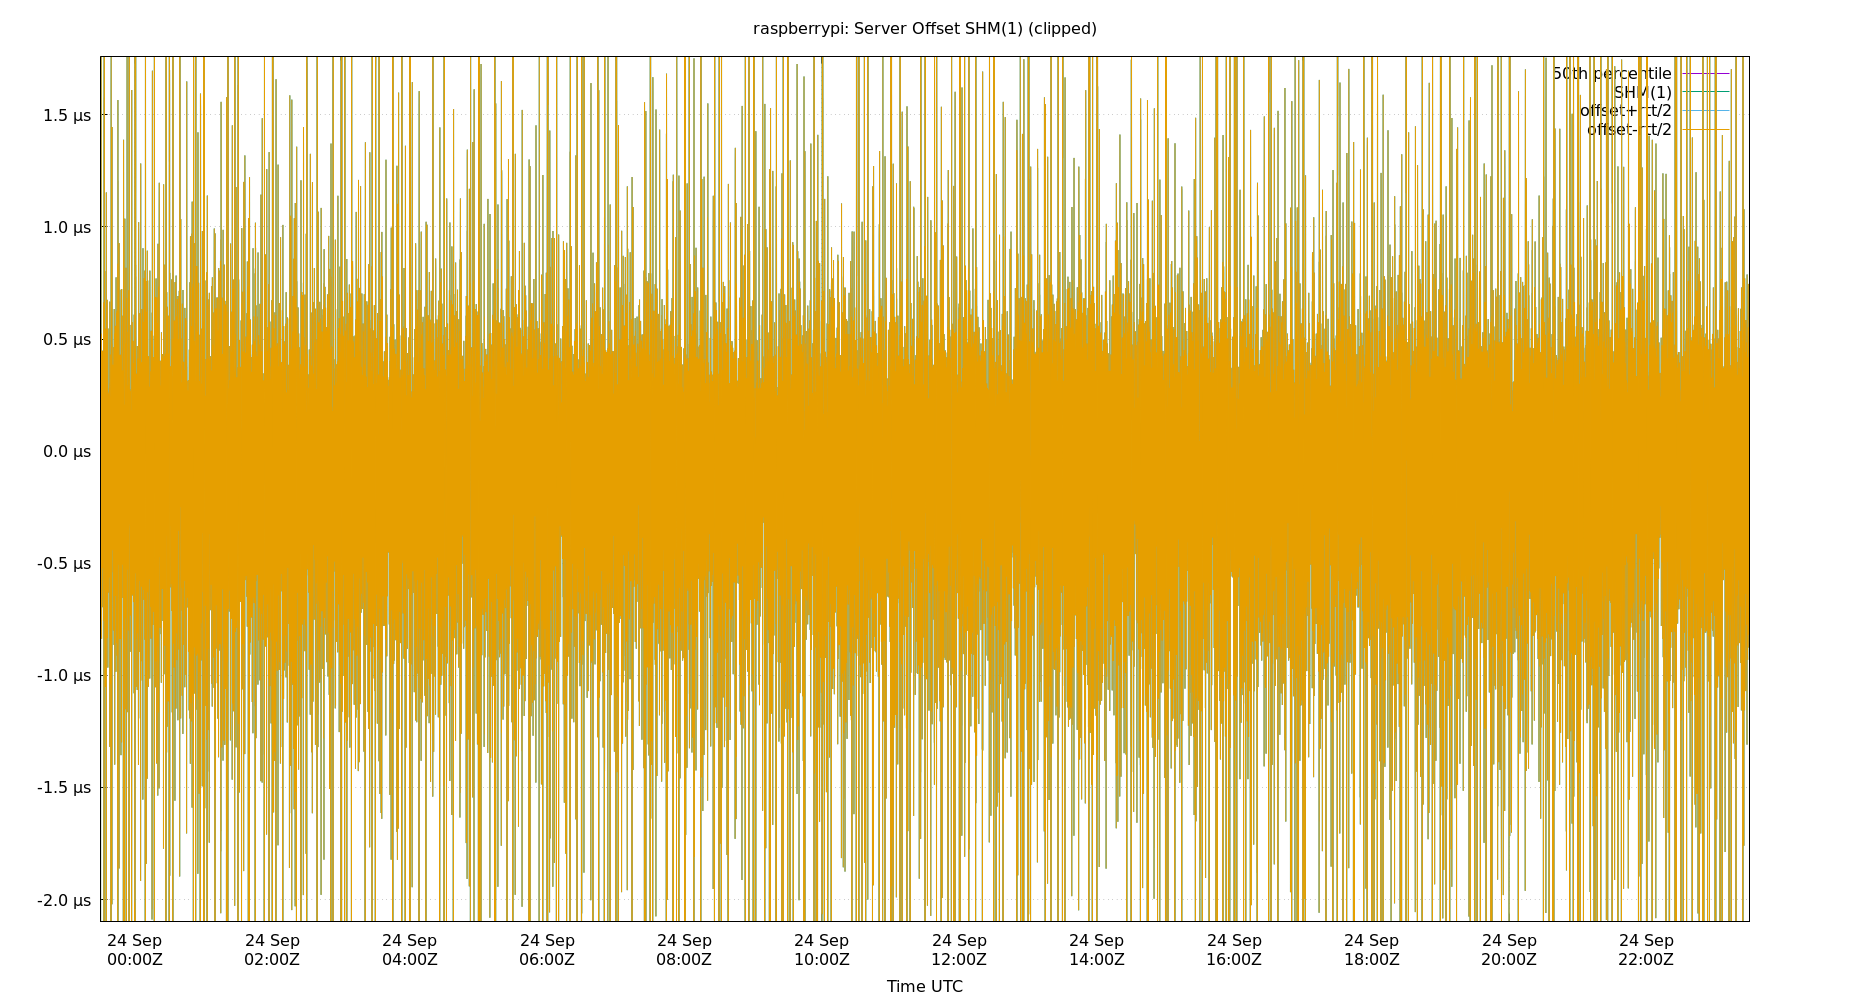 raspberrypi: Server Offset SHM(1) (clipped)
50th percentile
SHM(1)
offset+rtt/2
offset-rtt/2
1.5 µs
1.0 µs
0.5 µs
0.0 µs
-0.5 µs
-1.0 µs
-1.5 µs
-2.0 µs
24 Sep 24 Sep 24 Sep 24 Sep 24 Sep 24 Sep 24 Sep 24 Sep 24 Sep 24 Sep 24 Sep 24 Sep
00:00Z 02:00Z 04:00Z 06:00Z 08:00Z 10:00Z 12:00Z 14:00Z 16:00Z 18:00Z 20:00Z 22:00Z
Time UTC